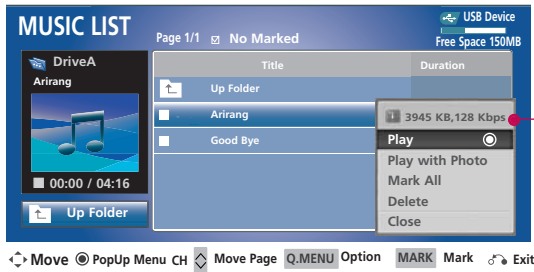 MUSIC LIST
Page 1/1 No Marked
USB Device
Free Space 150MB
DriveA
Arirang
00:00 / 04:16
Up Folder
Title Duration
Up Folder
Arirang
Good Bye
3945 KB,128 Kbps
Play
Play with Photo
Mark All
Delete
Close
Move PopUp Menu CH Move Page Q.MENU Option MARK Mark Exit